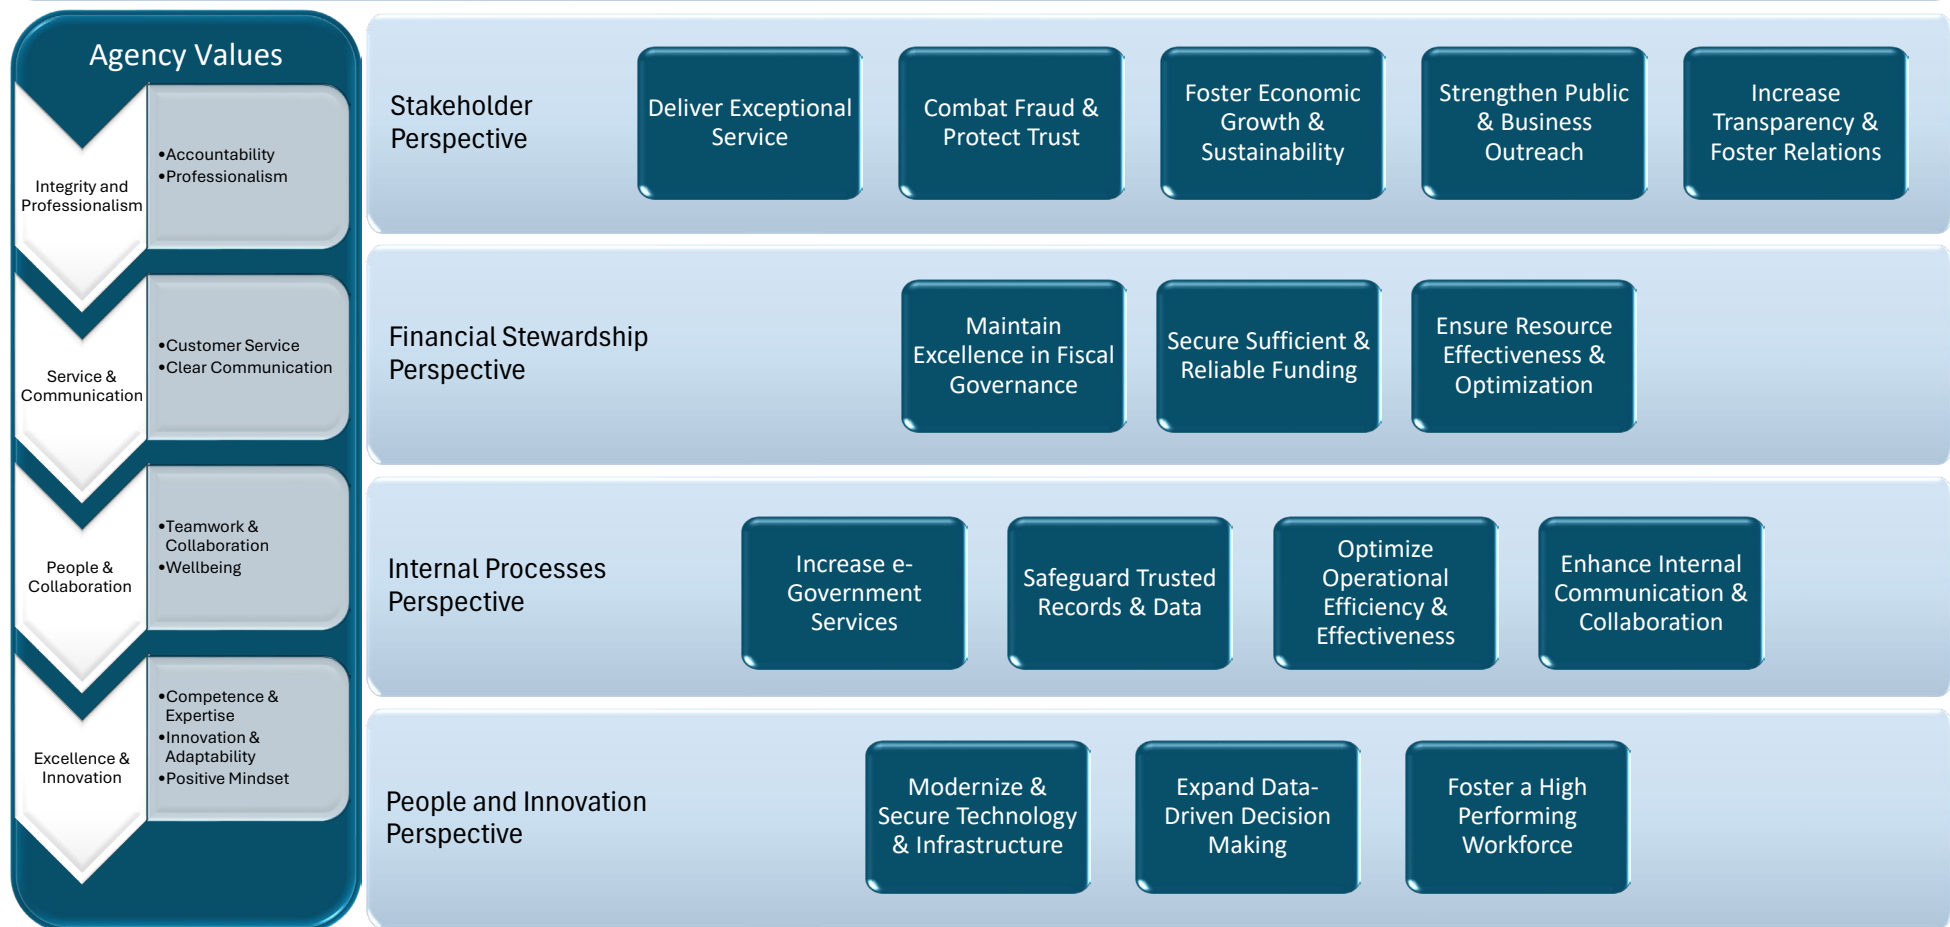 Agency Values
Integrity and
Professionalism
•Accountability
•Professionalism
Service &
Communication
•Customer Service
•Clear Communication
People &
Collaboration
•Teamwork &
Collaboration
•Wellbeing
Excellence &
Innovation
•Competence &
Expertise
•Innovation &
Adaptability
•Positive Mindset
Stakeholder
Perspective
Deliver Exceptional
Service
Combat Fraud &
Protect Trust
Foster Economic
Growth &
Sustainability
Strengthen Public
& Business
Outreach
Increase
Transparency &
Foster Relations
Financial Stewardship
Perspective
Maintain
Excellence in Fiscal
Governance
Secure Sufficient &
Reliable Funding
Ensure Resource
Effectiveness &
Optimization
Internal Processes
Perspective
Increase e-
Government
Services
Safeguard Trusted
Records & Data
Optimize
Operational
Efficiency &
Effectiveness
Enhance Internal
Communication &
Collaboration
People and Innovation
Perspective
Modernize &
Secure Technology
& Infrastructure
Expand Data-
Driven Decision
Making
Foster a High
Performing
Workforce